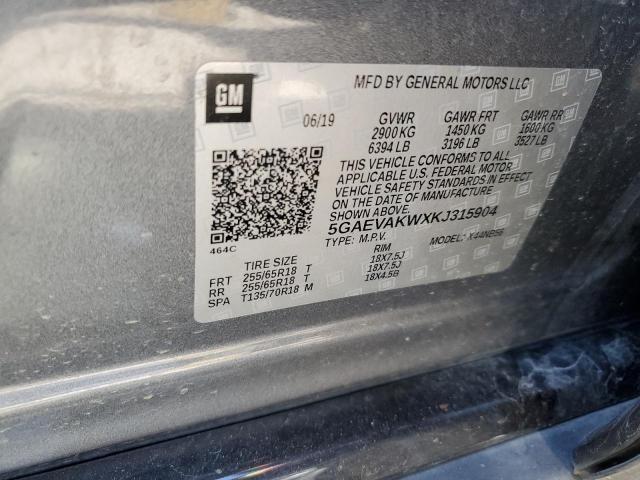 GM
MFD BY GENERAL MOTORS LLC
06/19 GVWR GAWR FRT GAWR RR
2900 KG 1450 KG 1600 KG
6394 LB 3196 LB 3527 LB
THIS VEHICLE CONFORMS TO ALL
APPLICABLE U.S. FEDERAL MOTOR
VEHICLE SAFETY STANDARDS IN EFFECT
ON THE DATE OF MANUFACTURE
SHOWN ABOVE.
5GAEVAKWXKJ315904
464C TYPE: M.P.V. MODEL: X44NB56
TIRE SIZE RIM
FRT 255/65R18 T 18X7.5J
RR 255/65R18 T 18X7.5J
SPA T135/70R18 M 18X4.5B